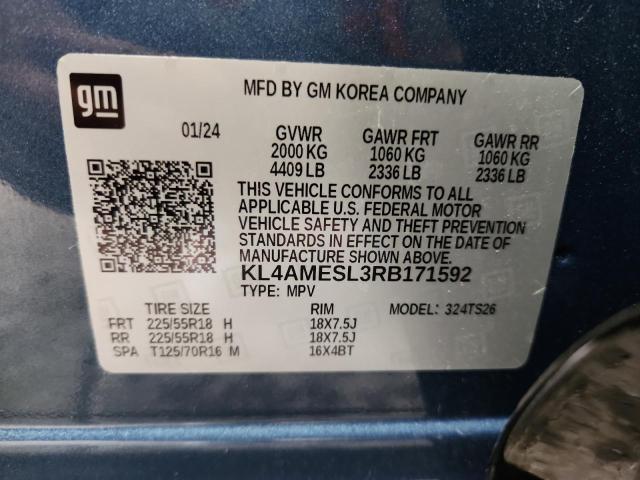 gm
MFD BY GM KOREA COMPANY
01/24 GVWR GAWR FRT GAWR RR
2000 KG 1060 KG 1060 KG
4409 LB 2336 LB 2336 LB
THIS VEHICLE CONFORMS TO ALL
APPLICABLE U.S. FEDERAL MOTOR
VEHICLE SAFETY AND THEFT PREVENTION
STANDARDS IN EFFECT ON THE DATE OF
MANUFACTURE SHOWN ABOVE.
KL4AMESL3RB171592
TYPE: MPV
TIRE SIZE RIM MODEL: 324TS26
FRT 225/55R18 H 18X7.5J
RR 225/55R18 H 18X7.5J
SPA T125/70R16 M 16X4BT